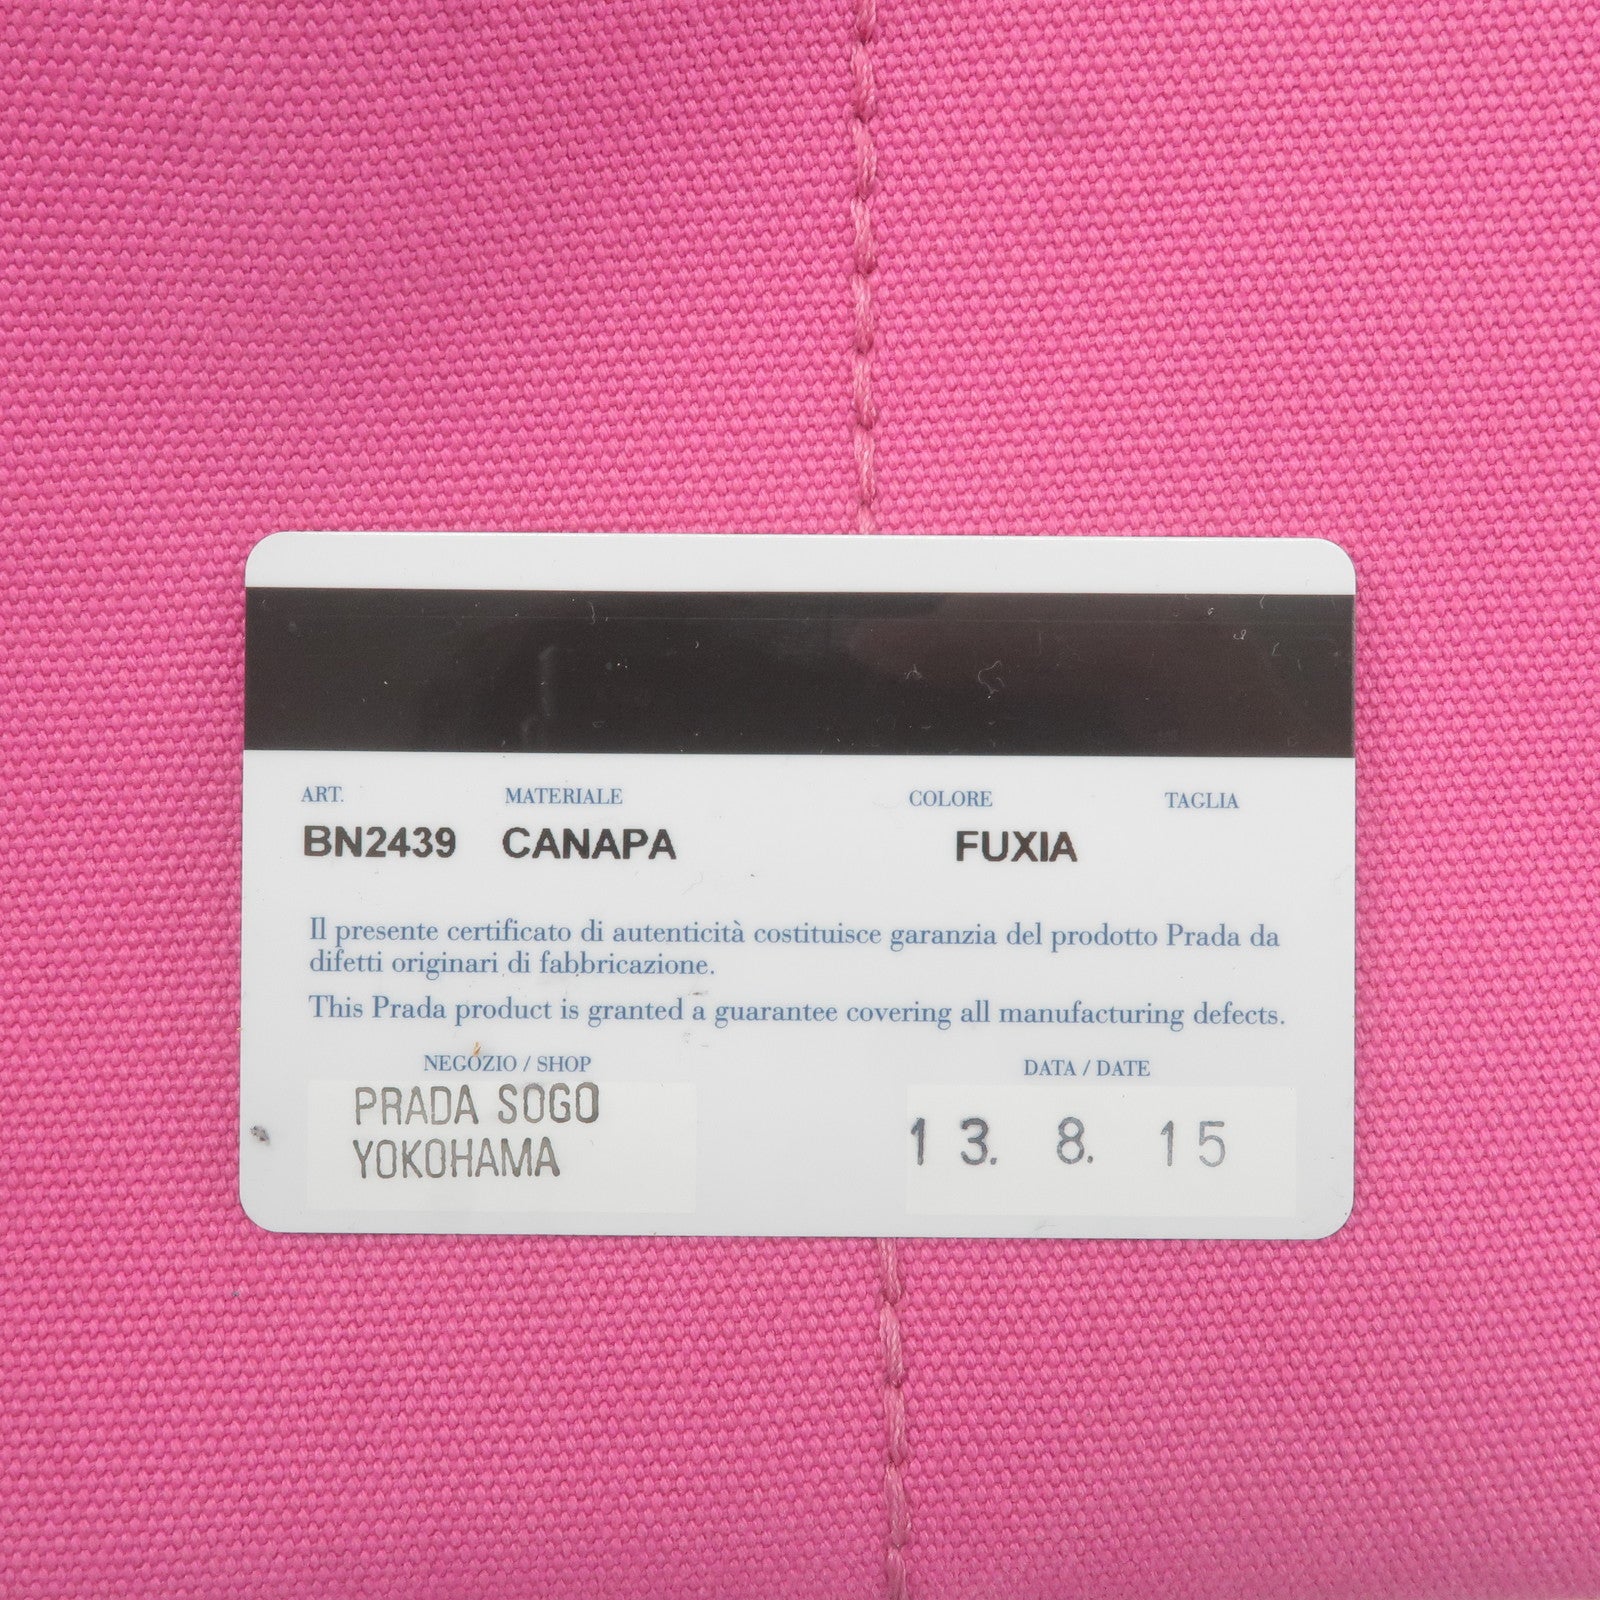 ART. MATERIALE COLORE TAGLIA
BN2439 CANAPA FUXIA
Il presente certificato di autenticità costituisce garanzia del prodotto Prada da
difetti originari di fabbricazione.
This Prada product is granted a guarantee covering all manufacturing defects.
NEGOZIO / SHOP DATA / DATE
PRADA SOGO
YOKOHAMA
13. 8. 15